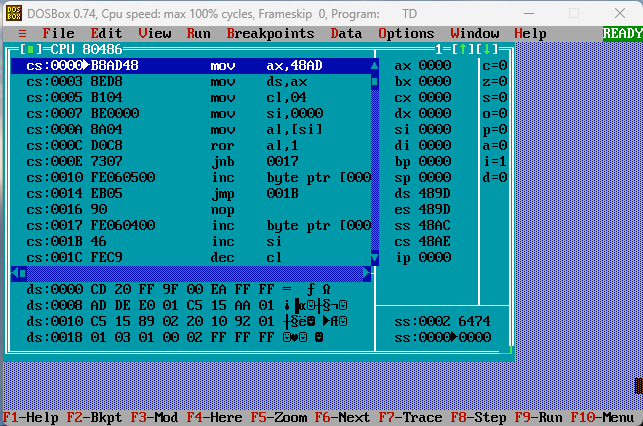 DOSBox 0.74, Cpu speed: max 100% cycles, Frameskip 0, Program: TD
≡ File Edit View Run Breakpoints Data Options Window Help READY
[■]=CPU 80486 1=[↑][↓]
cs:0000►B8AD48 mov ax,48AD ax 0000 c=0
cs:0003 8ED8 mov ds,ax bx 0000 z=0
cs:0005 B104 mov cl,04 cx 0000 s=0
cs:0007 BE0000 mov si,0000 dx 0000 o=0
cs:000A 8A04 mov al,[si] si 0000 p=0
cs:000C D0C8 ror al,1 di 0000 a=0
cs:000E 7307 jnb 0017 bp 0000 i=1
cs:0010 FE060500 inc byte ptr [000 sp 0000 d=0
cs:0014 EB05 jmp 001B ds 489D
cs:0016 90 nop es 489D
cs:0017 FE060400 inc byte ptr [000 ss 48AC
cs:001B 46 inc si cs 48AE
cs:001C FEC9 dec cl ip 0000
ds:0000 CD 20 FF 9F 00 EA FF FF = ƒ Ω
ds:0008 AD DE E0 01 C5 15 AA 01 ¡▐α☺┼§¬☺
ds:0010 C5 15 89 02 20 10 92 01 ┼§ë☻ ►Æ☺ ss:0002 6474
ds:0018 01 03 01 00 02 FF FF FF ☺♥☺ ☻ ss:0000►0000
F1-Help F2-Bkpt F3-Mod F4-Here F5-Zoom F6-Next F7-Trace F8-Step F9-Run F10-Menu